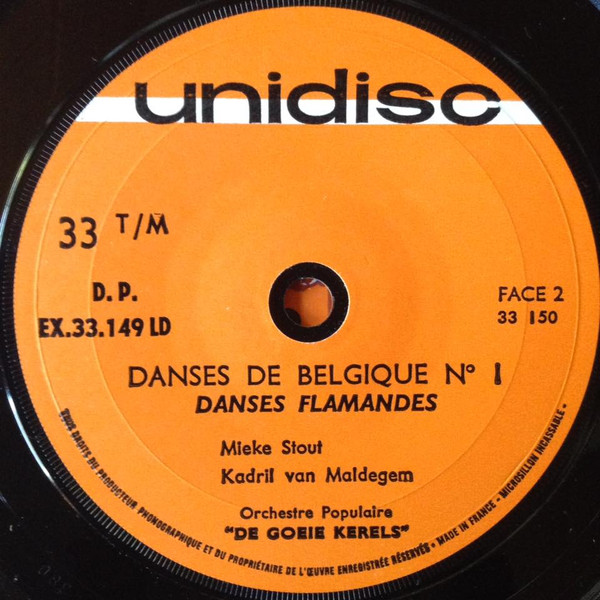 unidisc
33 T/M
D. P.
EX.33.149 LD
FACE 2
33 150
DANSES DE BELGIQUE Nº 1
DANSES FLAMANDES
Mieke Stout
Kadril van Maldegem
Orchestre Populaire
"DE GOEIE KERELS"
TOUS DROITS DU PRODUCTEUR PHONOGRAPHIQUE ET DU PROPRIÉTAIRE DE L'ŒUVRE ENREGISTRÉE RÉSERVÉS • MADE IN FRANCE - MICROSILLON INCASSABLE •